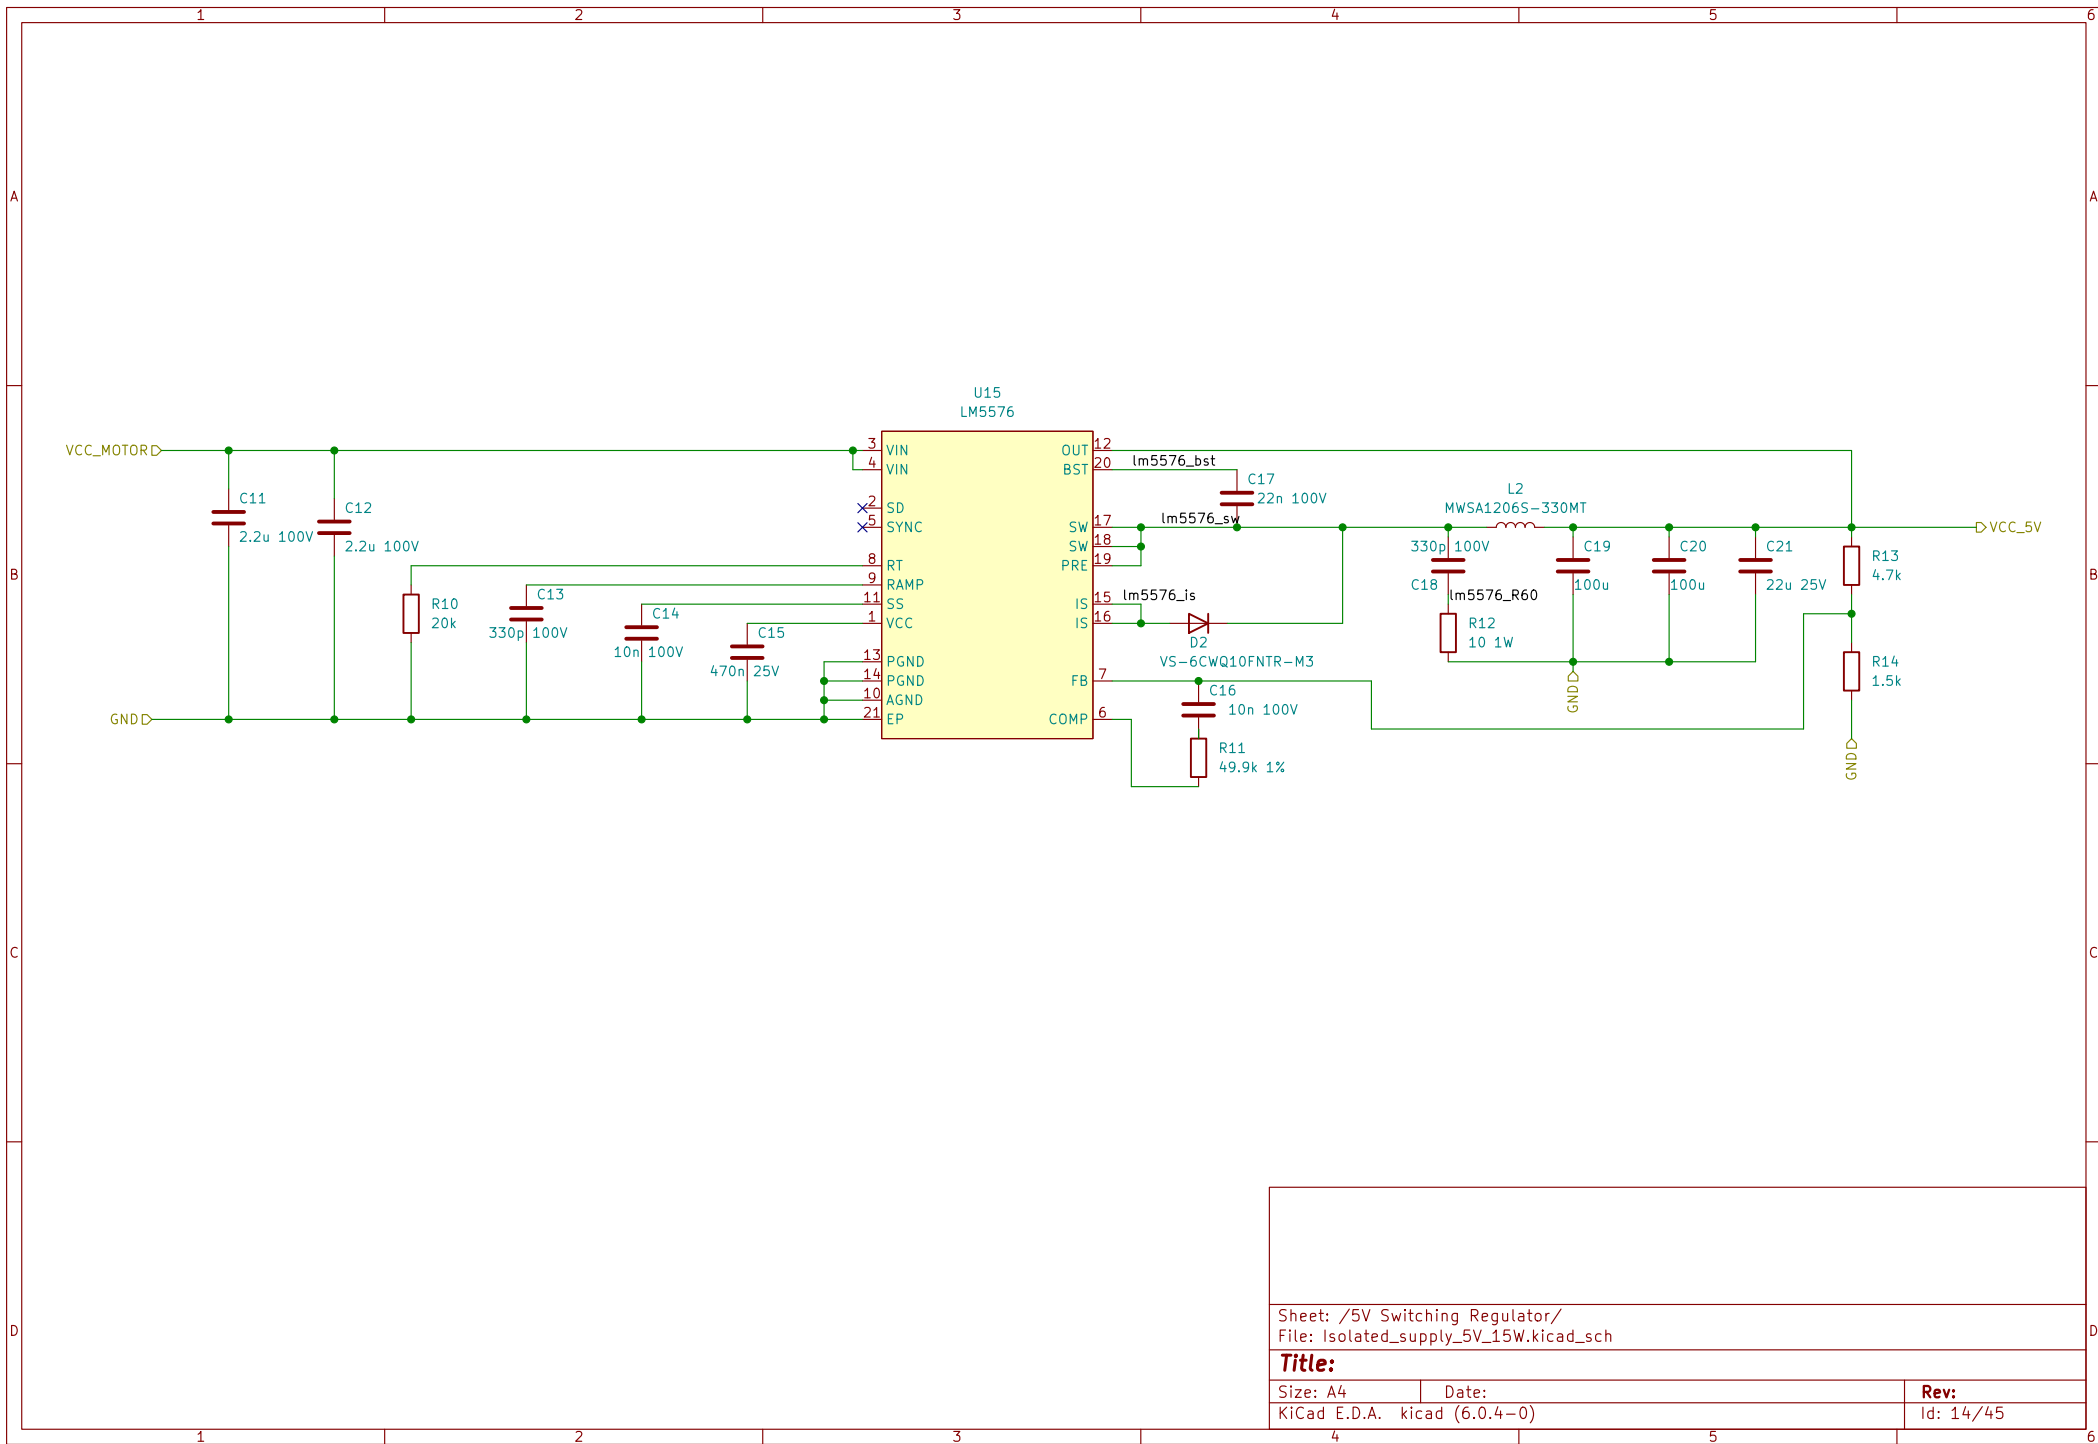 1 2 3 4 5 6
A A
U15
LM5576
VCC_MOTOR 3 VIN OUT 12
4 VIN BST 20 lm5576_bst
C17
22n 100V
L2
MWSA1206S-330MT
C11
2.2u 100V
C12
2.2u 100V
2 SD
5 SYNC SW 17 lm5576_sw VCC_5V
SW 18
8 RT PRE 19
9 RAMP
11 SS IS 15 lm5576_is
1 VCC IS 16
330p 100V
C18
C19
100u
C20
100u
C21
22u 25V
R13
4.7k
B B
R10
20k
C13
330p 100V
C14
10n 100V
C15
470n 25V
lm5576_R60
R12
10 1W
D2
VS-6CWQ10FNTR-M3
13 PGND
14 PGND FB 7
10 AGND
GND 21 EP COMP 6
C16
10n 100V
R11
49.9k 1%
GND
R14
1.5k
GND
C C
D D
Sheet: /5V Switching Regulator/
File: Isolated_supply_5V_15W.kicad_sch
Title:
Size: A4 Date: Rev:
KiCad E.D.A. kicad (6.0.4-0) Id: 14/45
1 2 3 4 5 6